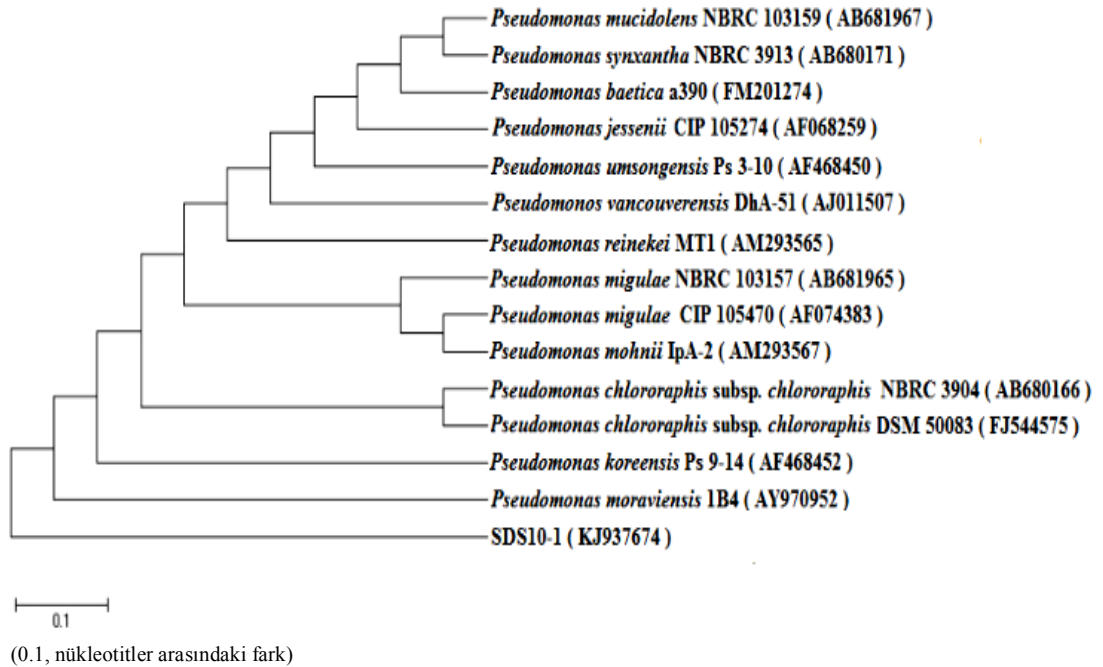 Pseudomonas mucidolens NBRC 103159 ( AB681967 )
Pseudomonas synxantha NBRC 3913 ( AB680171 )
Pseudomonas baetica a390 ( FM201274 )
Pseudomonas jessenii CIP 105274 ( AF068259 )
Pseudomonas umsongensis Ps 3-10 ( AF468450 )
Pseudomonos vancouverensis DhA-51 ( AJ011507 )
Pseudomonas reinekei MT1 ( AM293565 )
Pseudomonas migulae NBRC 103157 ( AB681965 )
Pseudomonas migulae CIP 105470 ( AF074383 )
Pseudomonas mohnii IpA-2 ( AM293567 )
Pseudomonas chlororaphis subsp. chlororaphis NBRC 3904 ( AB680166 )
Pseudomonas chlororaphis subsp. chlororaphis DSM 50083 ( FJ544575 )
Pseudomonas koreensis Ps 9-14 ( AF468452 )
Pseudomonas moraviensis 1B4 ( AY970952 )
SDS10-1 ( KJ937674 )
0.1
(0.1, nükleotitler arasındaki fark)